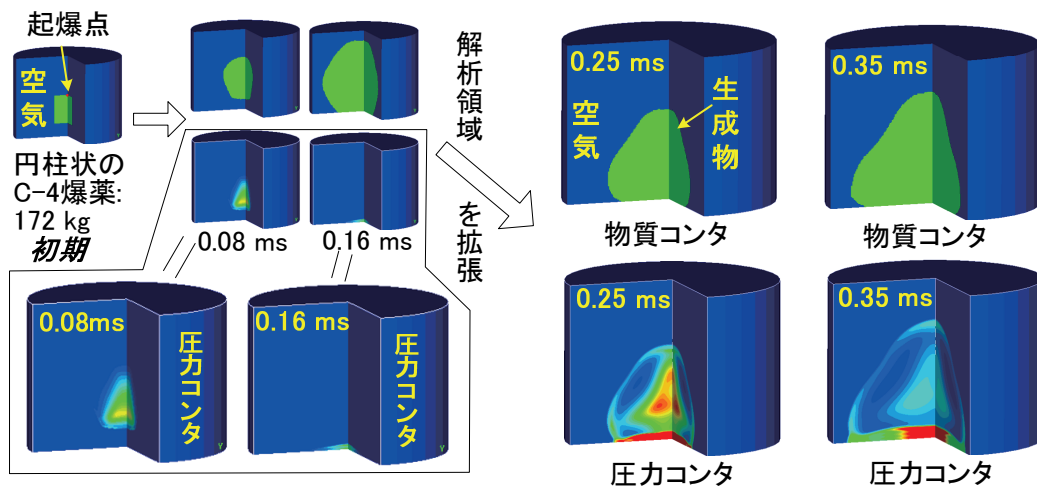 起爆点
空気
円柱状の
C-4爆薬:
172 kg
初期
0.08 ms
0.16 ms
0.08ms
圧力コンタ
0.16 ms
圧力コンタ
解析領域
を拡張
0.25 ms
空気
生成物
物質コンタ
0.35 ms
物質コンタ
0.25 ms
圧力コンタ
0.35 ms
圧力コンタ